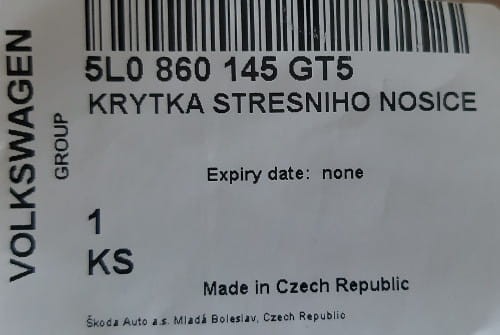 VOLKSWAGEN
GROUP
5L0 860 145 GT5
KRYTKA STRESNIHO NOSICE
Expiry date: none
1
KS
Made in Czech Republic
Škoda Auto a.s. Mladá Boleslav, Czech Republic